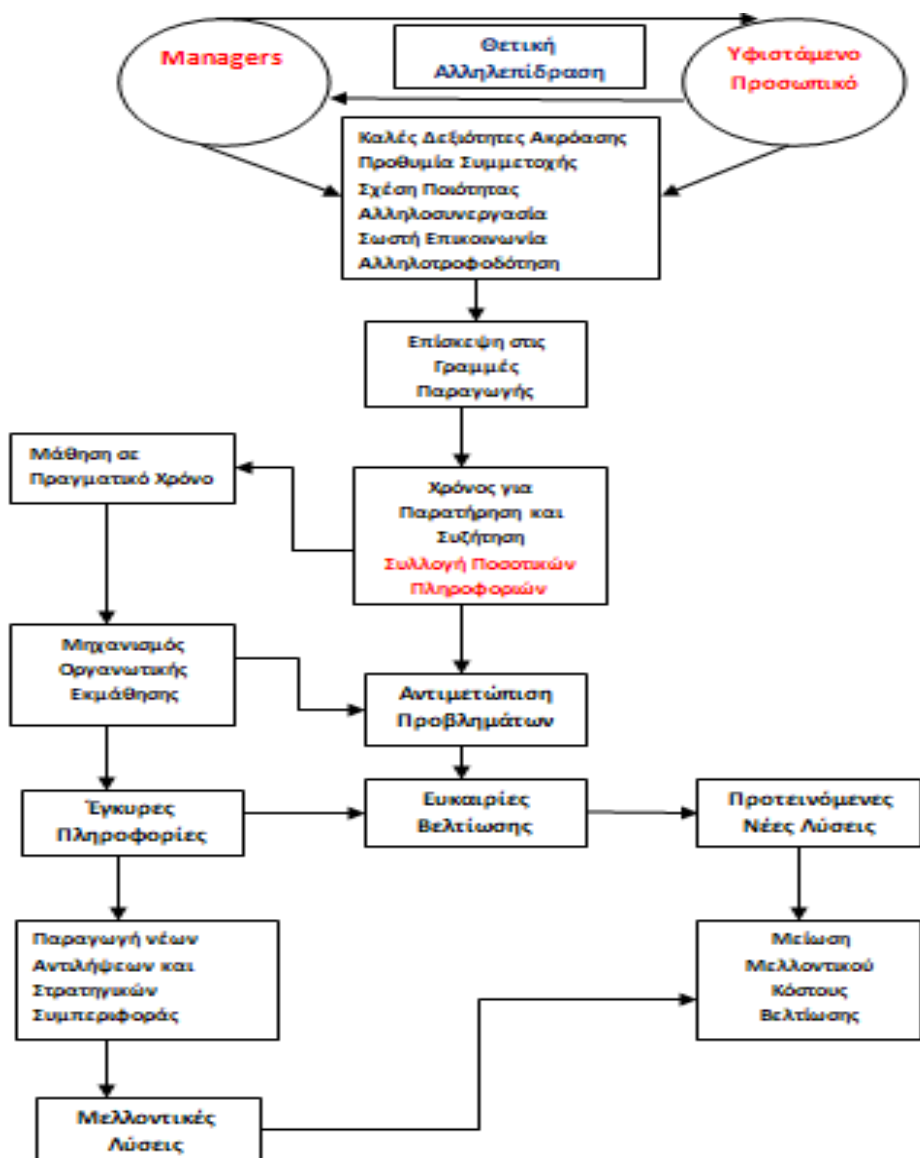 Managers
Θετική
Αλληλεπίδραση
Υφιστάμενο
Προσωπικό
Καλές Δεξιότητες Ακρόασης
Προθυμία Συμμετοχής
Σχέση Ποιότητας
Αλληλοσυνεργασία
Σωστή Επικοινωνία
Αλληλοτροφοδότηση
Επίσκεψη στις
Γραμμές
Παραγωγής
Μάθηση σε
Πραγματικό Χρόνο
Χρόνος για
Παρατήρηση και
Συζήτηση
Συλλογή Ποσοτικών
Πληροφοριών
Μηχανισμός
Οργανωτικής
Εκμάθησης
Αντιμετώπιση
Προβλημάτων
Έγκυρες
Πληροφορίες
Ευκαιρίες
Βελτίωσης
Προτεινόμενες
Νέες Λύσεις
Παραγωγή νέων
Αντιλήψεων και
Στρατηγικών
Συμπεριφοράς
Μείωση
Μελλοντικού
Κόστους
Βελτίωσης
Μελλοντικές
Λύσεις